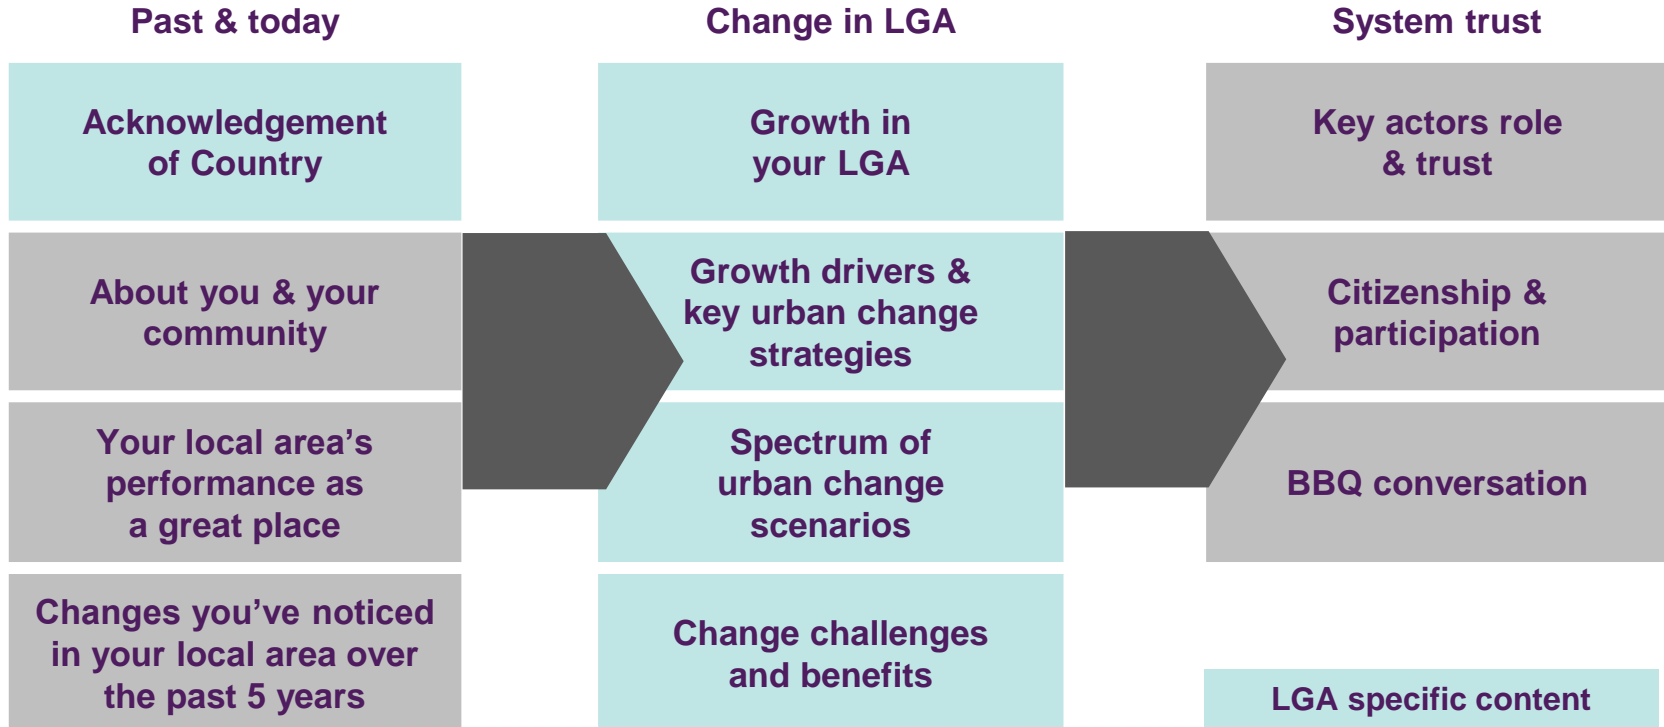 Past & today
Acknowledgement
of Country
About you & your
community
Your local area’s
performance as
a great place
Changes you’ve noticed
in your local area over
the past 5 years
Change in LGA
Growth in
your LGA
Growth drivers &
key urban change
strategies
Spectrum of
urban change
scenarios
Change challenges
and benefits
System trust
Key actors role
& trust
Citizenship &
participation
BBQ conversation
LGA specific content